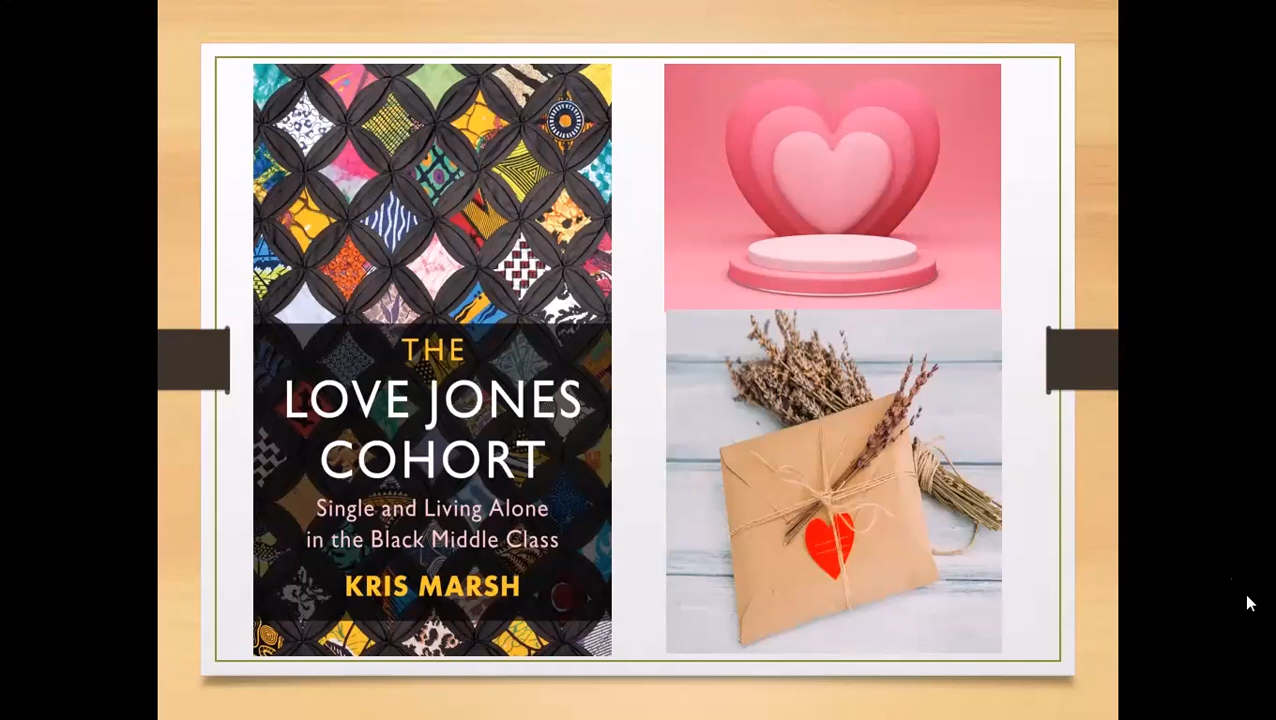 THE
LOVE JONES
COHORT
Single and Living Alone
in the Black Middle Class
KRIS MARSH